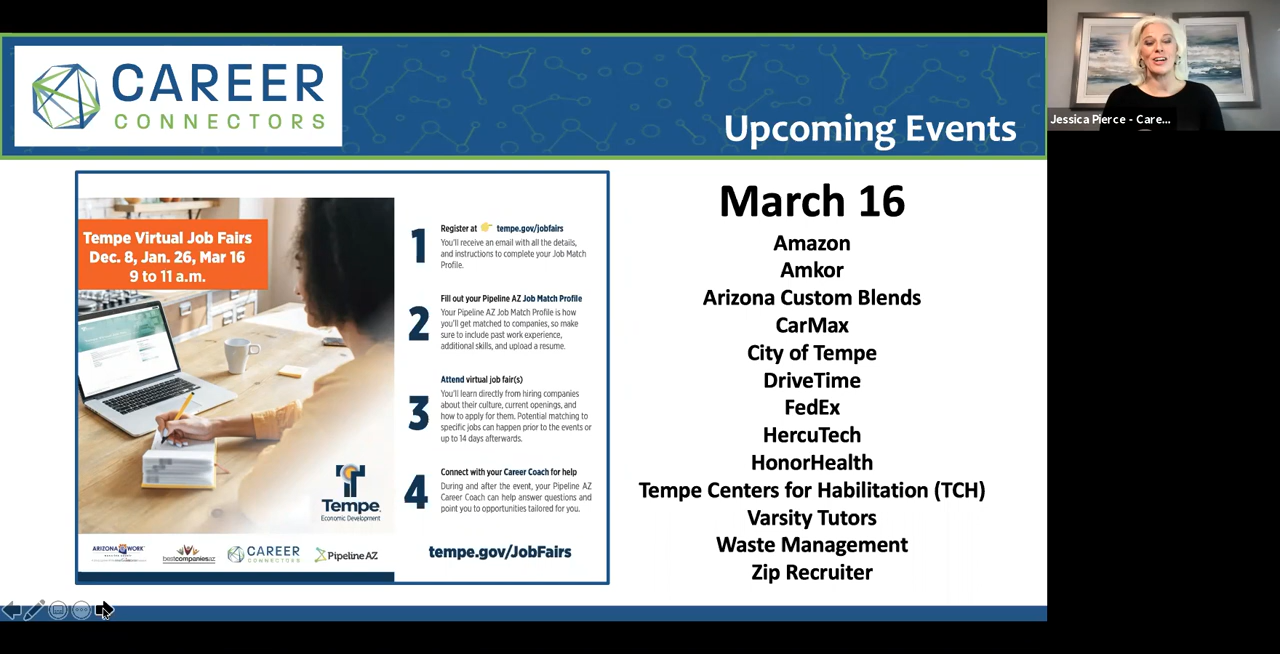 CAREER
CONNECTORS
Upcoming Events
Jessica Pierce - Care...
Tempe Virtual Job Fairs
Dec. 8, Jan. 26, Mar 16
9 to 11 a.m.
1
Register at 👉 tempe.gov/jobfairs
You'll receive an email with all the details,
and instructions to complete your Job Match
Profile.
2
Fill out your Pipeline AZ Job Match Profile
Your Pipeline AZ Job Match Profile is how
you'll get matched to companies, so make
sure to include past work experience,
additional skills, and upload a resume.
3
Attend virtual job fair(s)
You'll learn directly from hiring companies
about their culture, current openings, and
how to apply for them. Potential matching to
specific jobs can happen prior to the events or
up to 14 days afterwards.
4
Connect with your Career Coach for help
During and after the event, your Pipeline AZ
Career Coach can help answer questions and
point you to opportunities tailored for you.
Tempe
Economic Development
ARIZONA WORK
bestcompaniesaz
CAREER
CONNECTORS
Pipeline AZ
tempe.gov/JobFairs
March 16
Amazon
Amkor
Arizona Custom Blends
CarMax
City of Tempe
DriveTime
FedEx
HercuTech
HonorHealth
Tempe Centers for Habilitation (TCH)
Varsity Tutors
Waste Management
Zip Recruiter